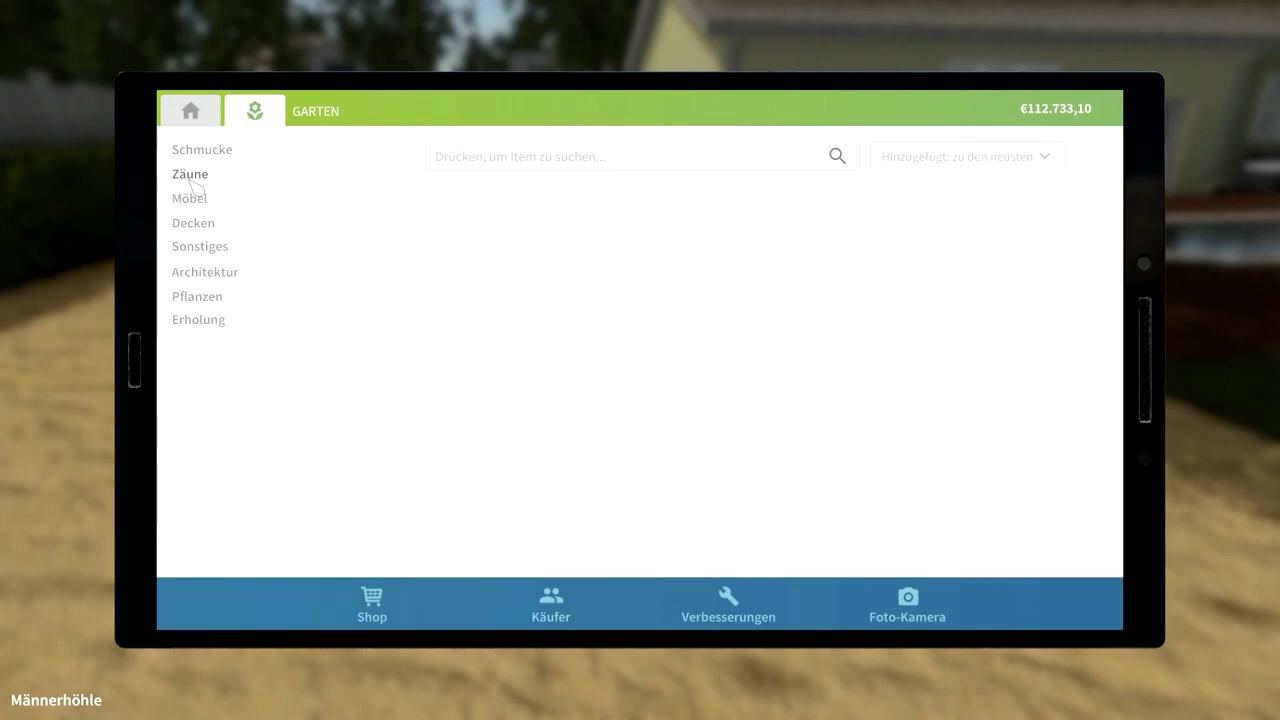 GARTEN
€112.733,10
Schmucke
Zäune
Möbel
Decken
Sonstiges
Architektur
Pflanzen
Erholung
Drücken, um Item zu suchen...
Hinzugefügt: zu den neusten
Shop
Käufer
Verbesserungen
Foto-Kamera
Männerhöhle